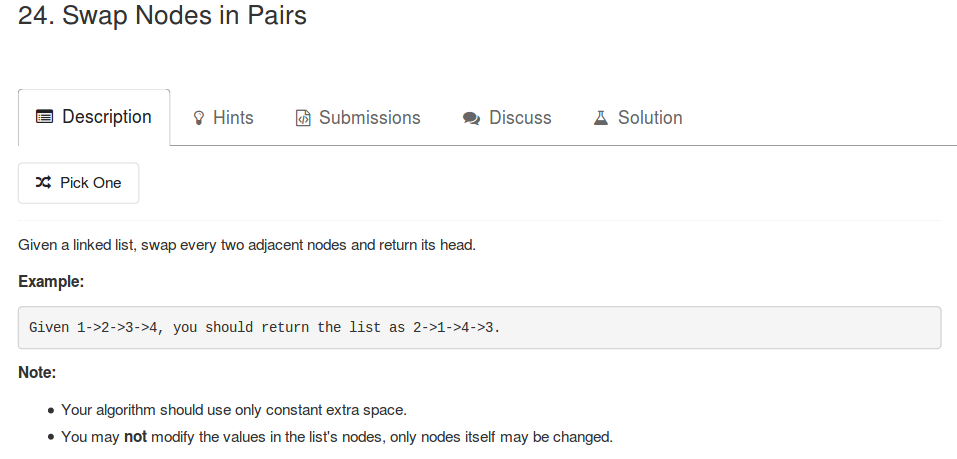 24. Swap Nodes in Pairs
Description Hints Submissions Discuss Solution
Pick One
Given a linked list, swap every two adjacent nodes and return its head.
Example:
Given 1->2->3->4, you should return the list as 2->1->4->3.
Note:
• Your algorithm should use only constant extra space.
• You may not modify the values in the list's nodes, only nodes itself may be changed.